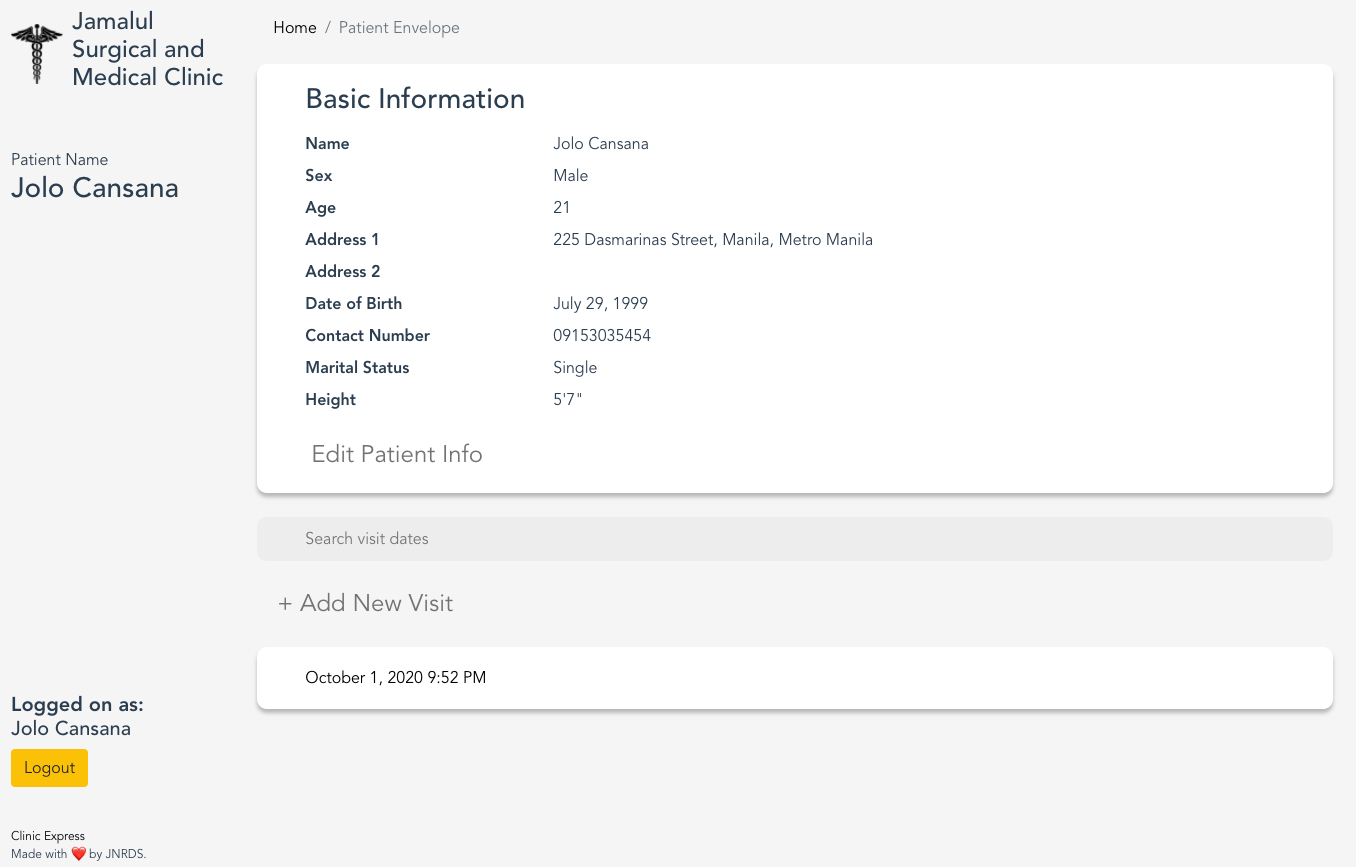 Jamalul
Surgical and
Medical Clinic
Patient Name
Jolo Cansana
Logged on as:
Jolo Cansana
Logout
Clinic Express
Made with ❤️ by JNRDS.
Home / Patient Envelope
Basic Information
Name Jolo Cansana
Sex Male
Age 21
Address 1 225 Dasmarinas Street, Manila, Metro Manila
Address 2
Date of Birth July 29, 1999
Contact Number 09153035454
Marital Status Single
Height 5'7"
Edit Patient Info
Search visit dates
+ Add New Visit
October 1, 2020 9:52 PM